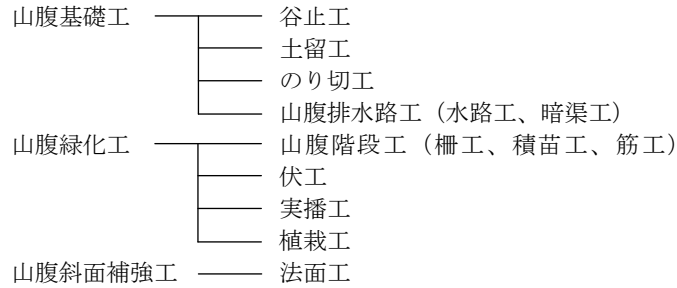 山腹基礎工 谷止工
土留工
のり切工
山腹排水路工（水路工、暗渠工）
山腹緑化工 山腹階段工（柵工、積苗工、筋工）
伏工
実播工
植栽工
山腹斜面補強工 法面工